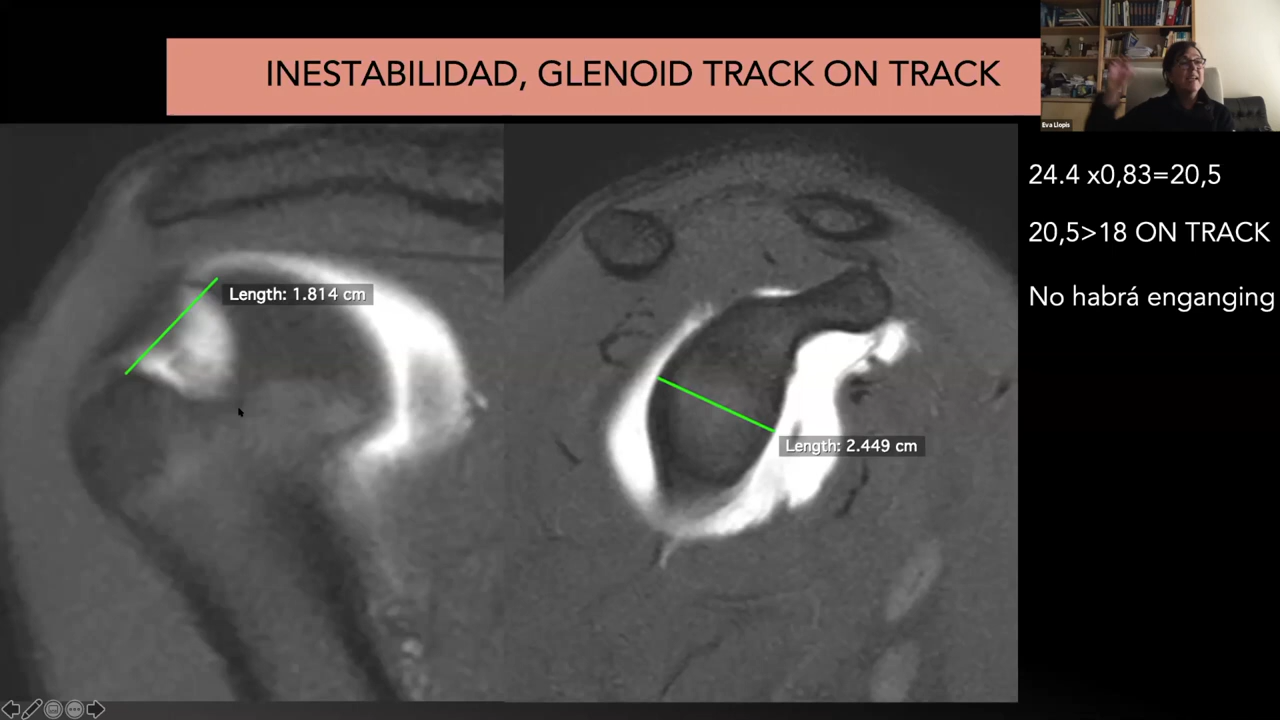 INESTABILIDAD, GLENOID TRACK ON TRACK
Eva Llopis
24.4 x0,83=20,5
20,5>18 ON TRACK
No habrá enganging
Length: 1.814 cm
Length: 2.449 cm